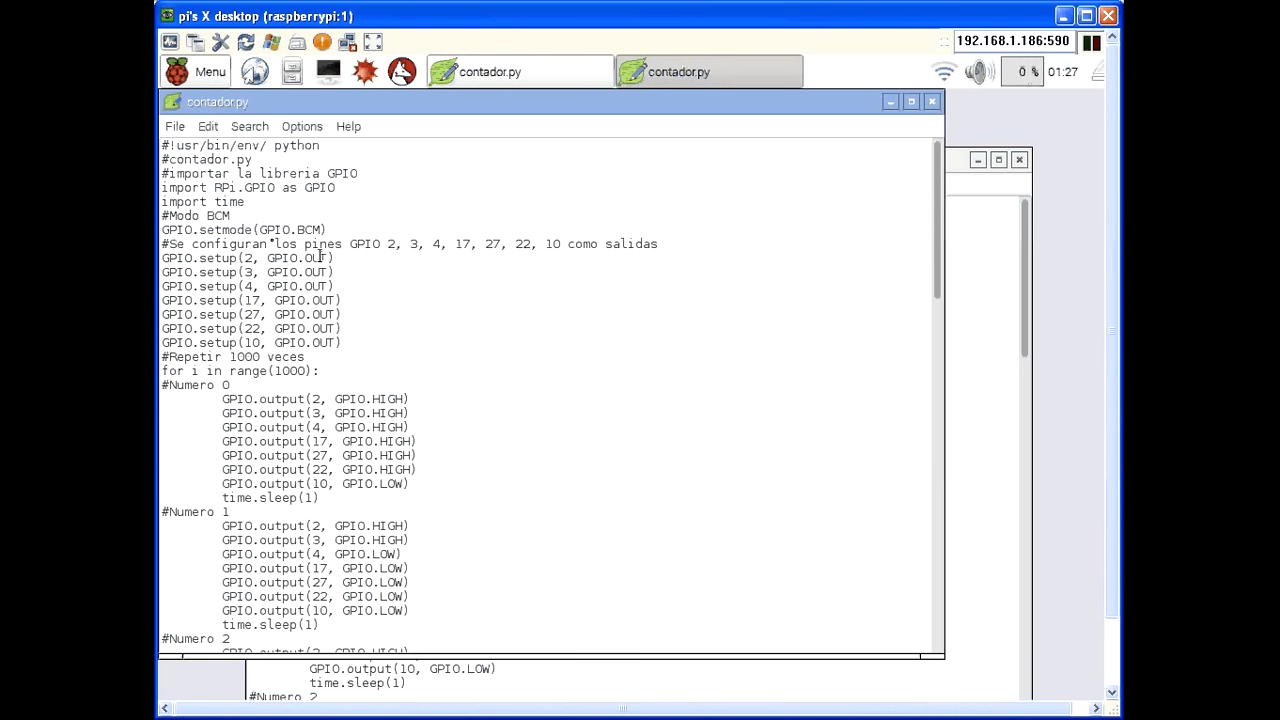 pi's X desktop (raspberrypi:1)
192.168.1.186:590
Menu
contador.py
contador.py
0 %
01:27
contador.py
File Edit Search Options Help
#!usr/bin/env/ python
#contador.py
#importar la libreria GPIO
import RPi.GPIO as GPIO
import time
#Modo BCM
GPIO.setmode(GPIO.BCM)
#Se configuran los pines GPIO 2, 3, 4, 17, 27, 22, 10 como salidas
GPIO.setup(2, GPIO.OUT)
GPIO.setup(3, GPIO.OUT)
GPIO.setup(4, GPIO.OUT)
GPIO.setup(17, GPIO.OUT)
GPIO.setup(27, GPIO.OUT)
GPIO.setup(22, GPIO.OUT)
GPIO.setup(10, GPIO.OUT)
#Repetir 1000 veces
for i in range(1000):
#Numero 0
GPIO.output(2, GPIO.HIGH)
GPIO.output(3, GPIO.HIGH)
GPIO.output(4, GPIO.HIGH)
GPIO.output(17, GPIO.HIGH)
GPIO.output(27, GPIO.HIGH)
GPIO.output(22, GPIO.HIGH)
GPIO.output(10, GPIO.LOW)
time.sleep(1)
#Numero 1
GPIO.output(2, GPIO.HIGH)
GPIO.output(3, GPIO.HIGH)
GPIO.output(4, GPIO.LOW)
GPIO.output(17, GPIO.LOW)
GPIO.output(27, GPIO.LOW)
GPIO.output(22, GPIO.LOW)
GPIO.output(10, GPIO.LOW)
time.sleep(1)
#Numero 2
GPIO.output(2, GPIO.HIGH)
GPIO.output(10, GPIO.LOW)
time.sleep(1)
#Numero 2